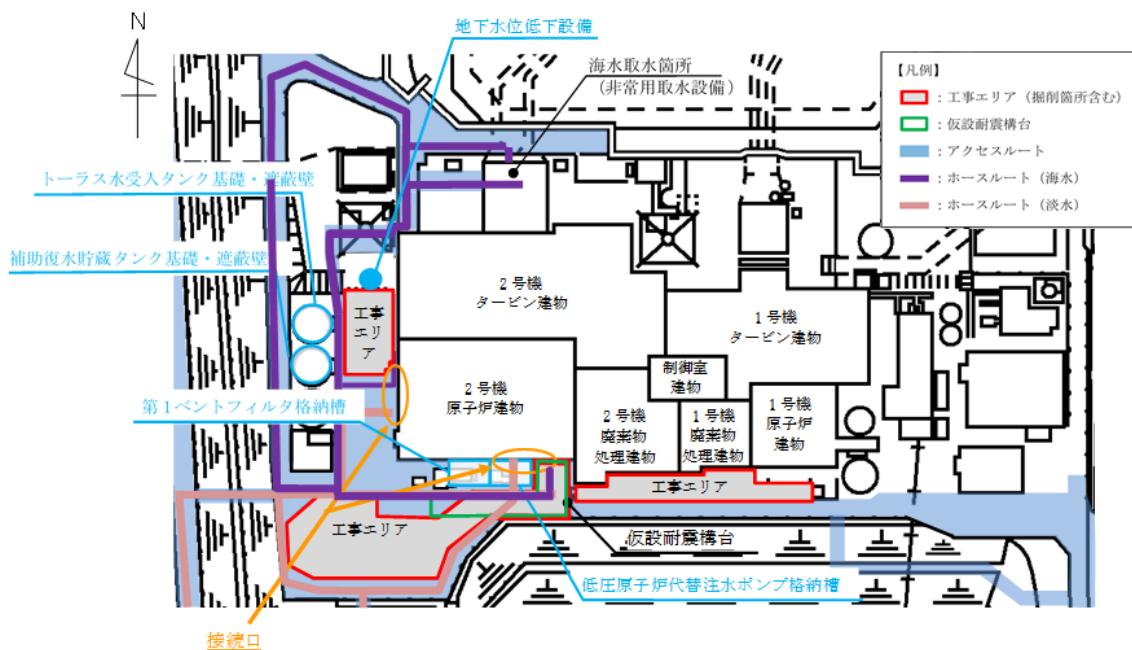 N
地下水位低下設備
海水取水箇所
（非常用取水設備）
【凡例】
：工事エリア（掘削箇所含む）
：仮設耐震構台
：アクセスルート
：ホースルート（海水）
：ホースルート（淡水）
トーラス水受入タンク基礎・遮蔽壁
補助復水貯蔵タンク基礎・遮蔽壁
工事
エリ
ア
２号機
タービン建物
１号機
タービン建物
制御室
建物
２号機
原子炉建物
第１ベントフィルタ格納槽
２号機
廃棄物
処理建物
１号機
廃棄物
処理建物
１号機
原子炉
建物
工事エリア
工事エリア
仮設耐震構台
低圧原子炉代替注水ポンプ格納槽
接続口